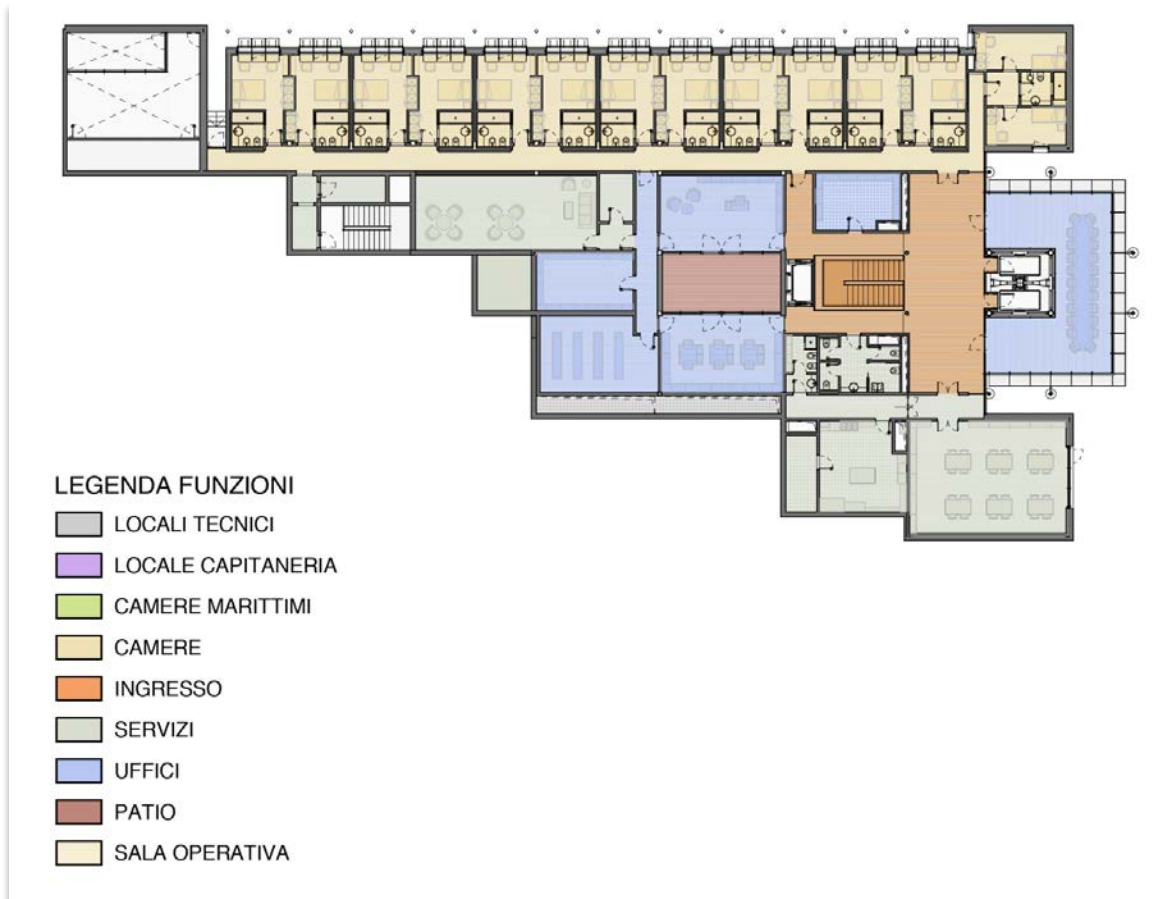 LEGENDA FUNZIONI
LOCALI TECNICI
LOCALE CAPITANERIA
CAMERE MARITTIMI
CAMERE
INGRESSO
SERVIZI
UFFICI
PATIO
SALA OPERATIVA